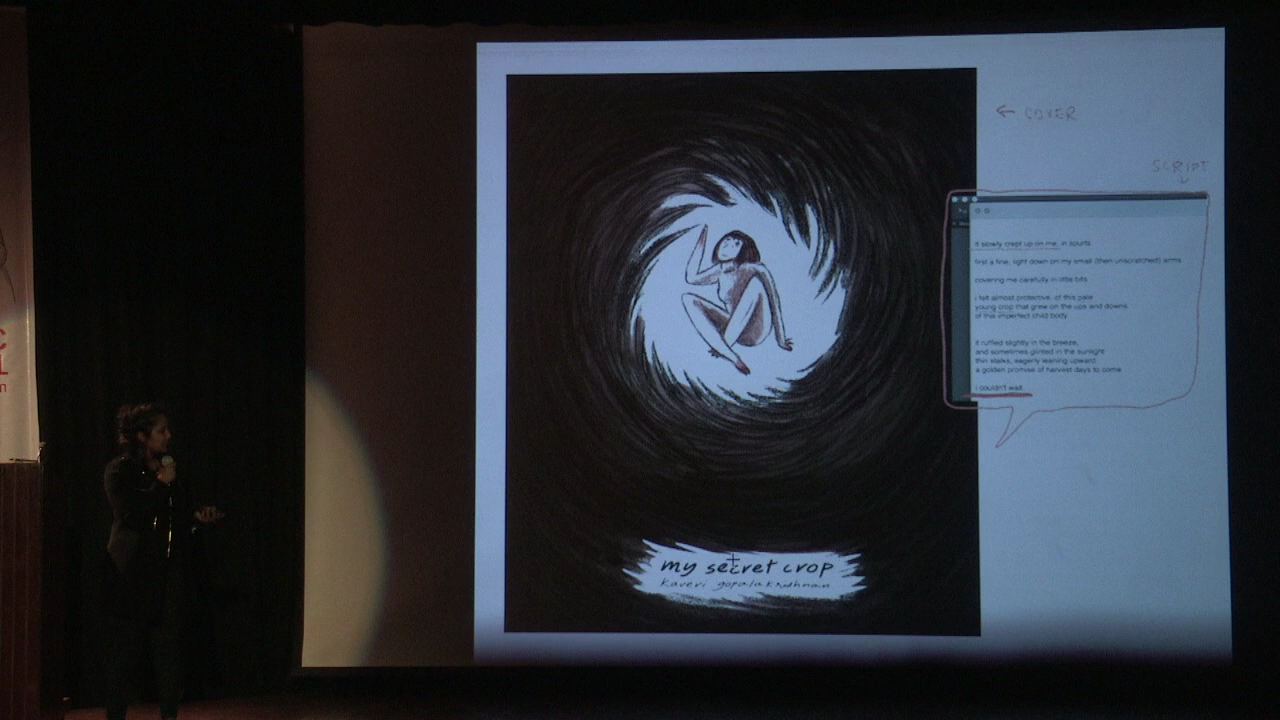 ← COVER
SCRIPT
↓
it slowly crept up on me, in spurts
first a fine, light down on my small (then unscratched) arms
covering me carefully in little bits
i felt almost protective, of this pale
young crop that grew on the ups and downs
of this imperfect child body
it ruffled slightly in the breeze,
and sometimes glinted in the sunlight
thin stalks, eagerly leaning upward
a golden promise of harvest days to come
i couldn't wait.
my secret crop
kaveri gopalakrishnan